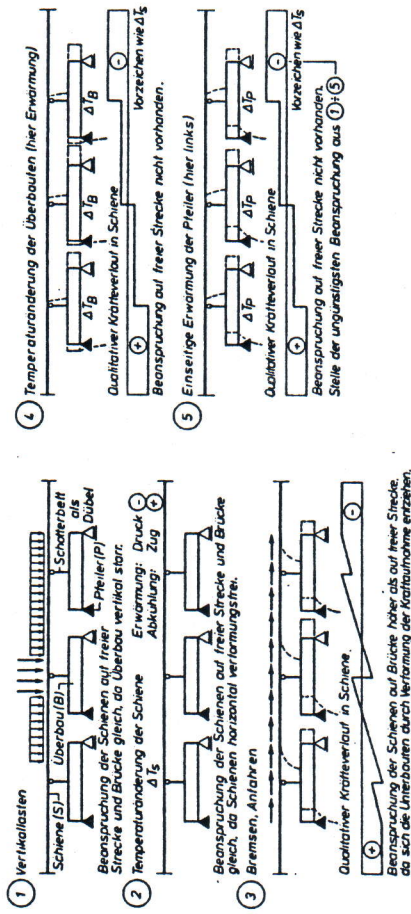 1 Vertikallasten
Schiene (S)
Überbau (B)
Schotterbett
als
Dübel
Pfeiler (P)
Beanspruchung der Schienen auf freier
Strecke und Brücke gleich, da Überbau vertikal starr.
2 Temperaturänderung der Schiene Erwärmung: Druck −
ΔTS Abkühlung: Zug +
Beanspruchung der Schienen auf freier Strecke und Brücke
gleich, da Schienen horizontal verformungsfrei.
3 Bremsen, Anfahren
Qualitativer Kräfteverlauf in Schiene
+ −
Beanspruchung der Schienen auf Brücke höher als auf freier Strecke,
da sich die Unterbauten durch Verformung der Kraftaufnahme entziehen.
4 Temperaturänderung der Überbauten (hier Erwärmung)
ΔTB ΔTB ΔTB
Qualitativer Kräfteverlauf in Schiene
+ −
Beanspruchung auf freier Strecke nicht vorhanden. Vorzeichen wie ΔTS
5 Einseitige Erwärmung der Pfeiler (hier links)
ΔTP ΔTP ΔTP
Qualitativer Kräfteverlauf in Schiene
+ −
Vorzeichen wie ΔTS
Beanspruchung auf freier Strecke nicht vorhanden.
Stelle der ungünstigsten Beanspruchung aus 1 ÷ 5